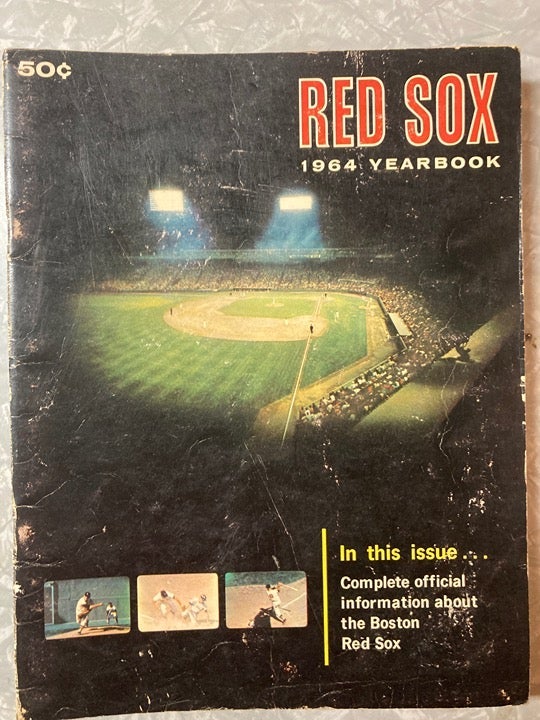 50¢
RED SOX
1964 YEARBOOK
In this issue...
Complete official
information about
the Boston
Red Sox